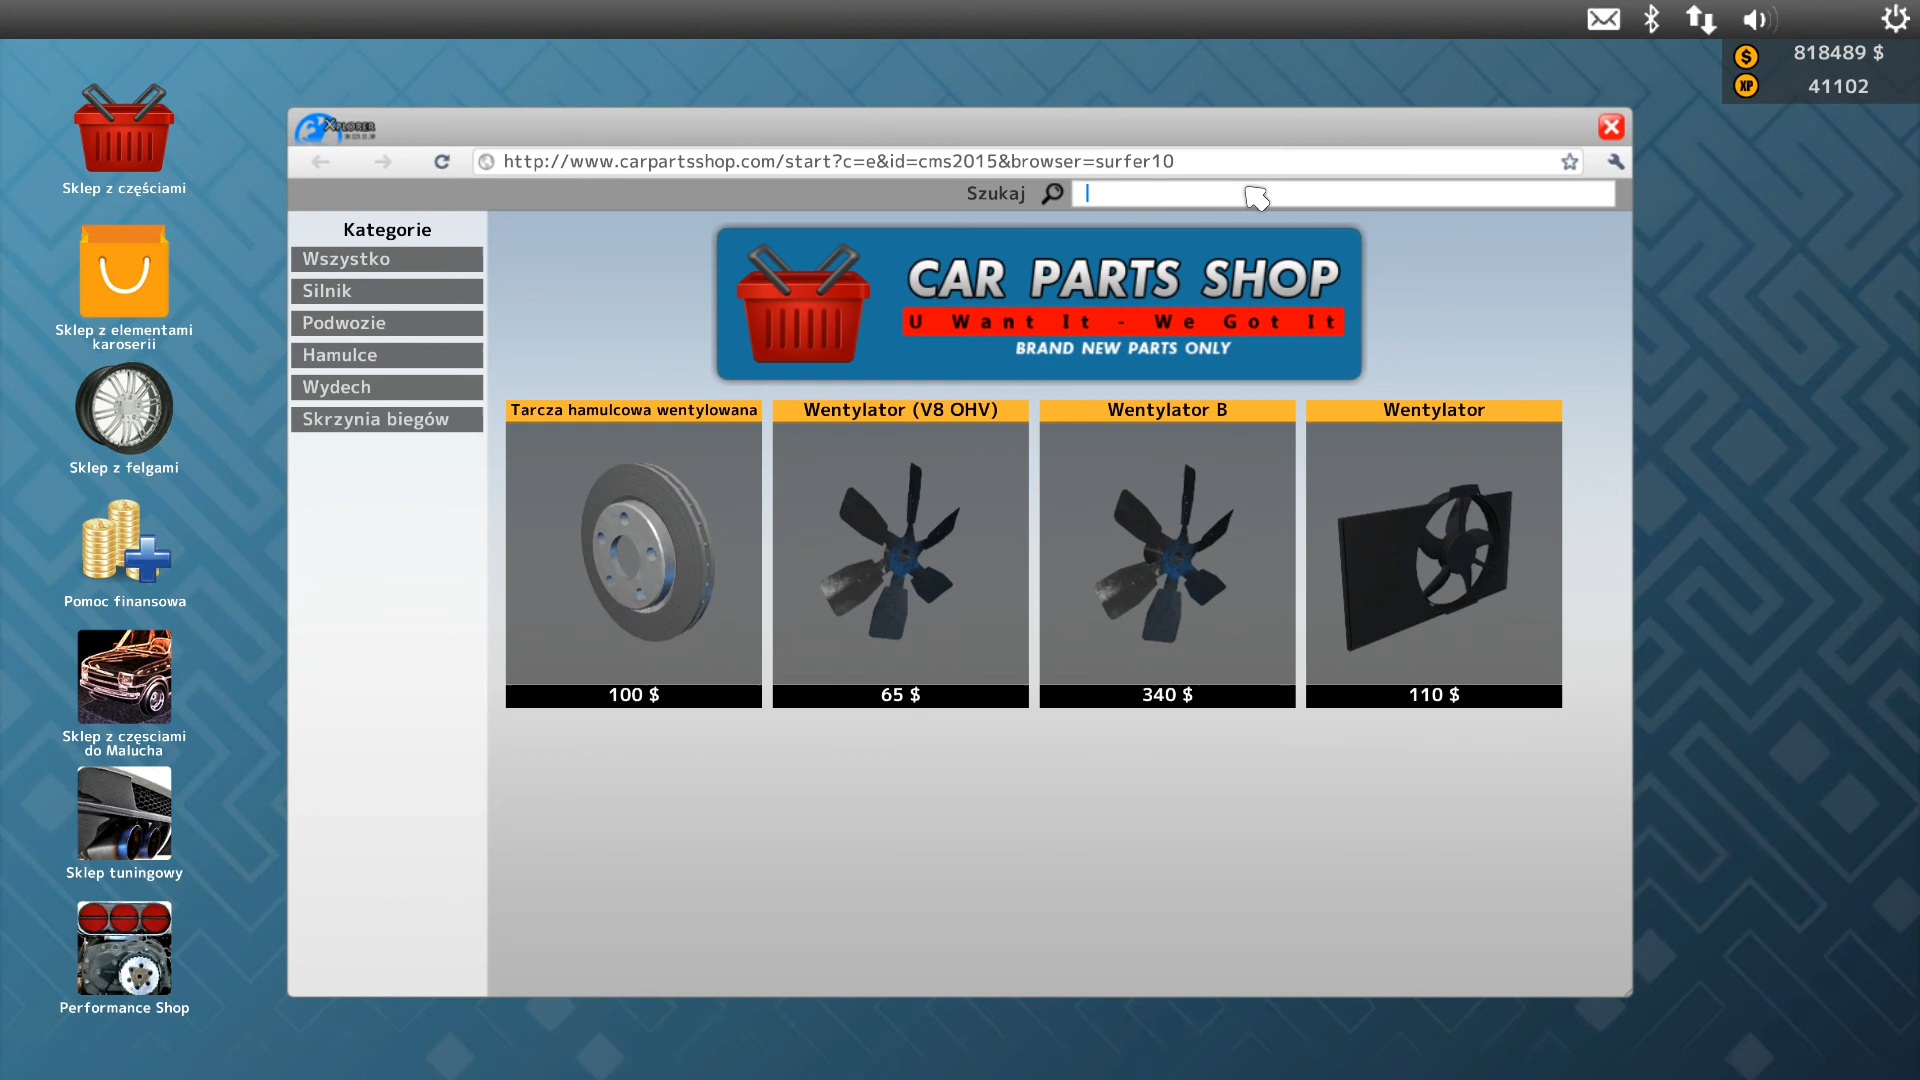 818489 $
XP
41102
Sklep z częściami
Sklep z elementami
karoserii
Sklep z felgami
Pomoc finansowa
Sklep z częsciami
do Malucha
Sklep tuningowy
Performance Shop
XPLORER
http://www.carpartsshop.com/start?c=e&id=cms2015&browser=surfer10
Szukaj
Kategorie
Wszystko
Silnik
Podwozie
Hamulce
Wydech
Skrzynia biegów
CAR PARTS SHOP
U Want It - We Got It
BRAND NEW PARTS ONLY
Tarcza hamulcowa wentylowana
100 $
Wentylator (V8 OHV)
65 $
Wentylator B
340 $
Wentylator
110 $